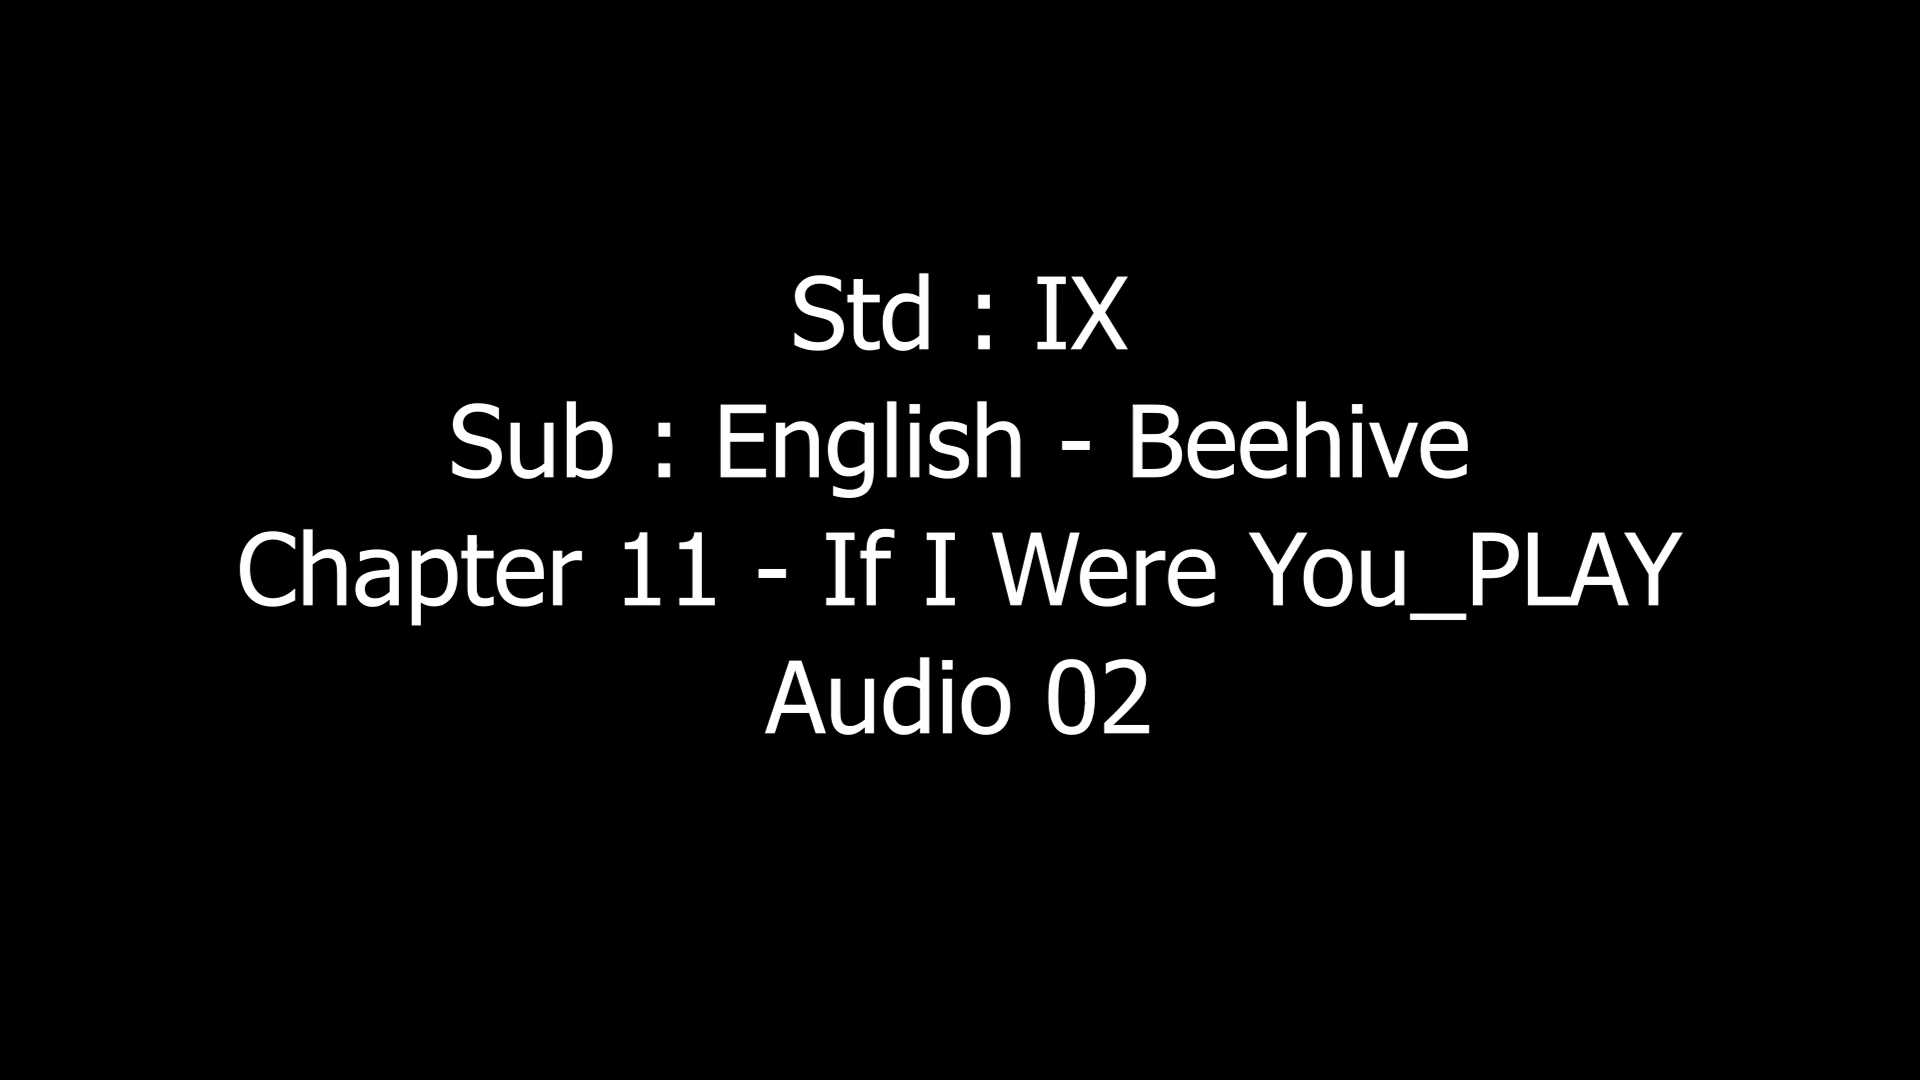 Std : IX
Sub : English - Beehive
Chapter 11 - If I Were You_PLAY
Audio 02